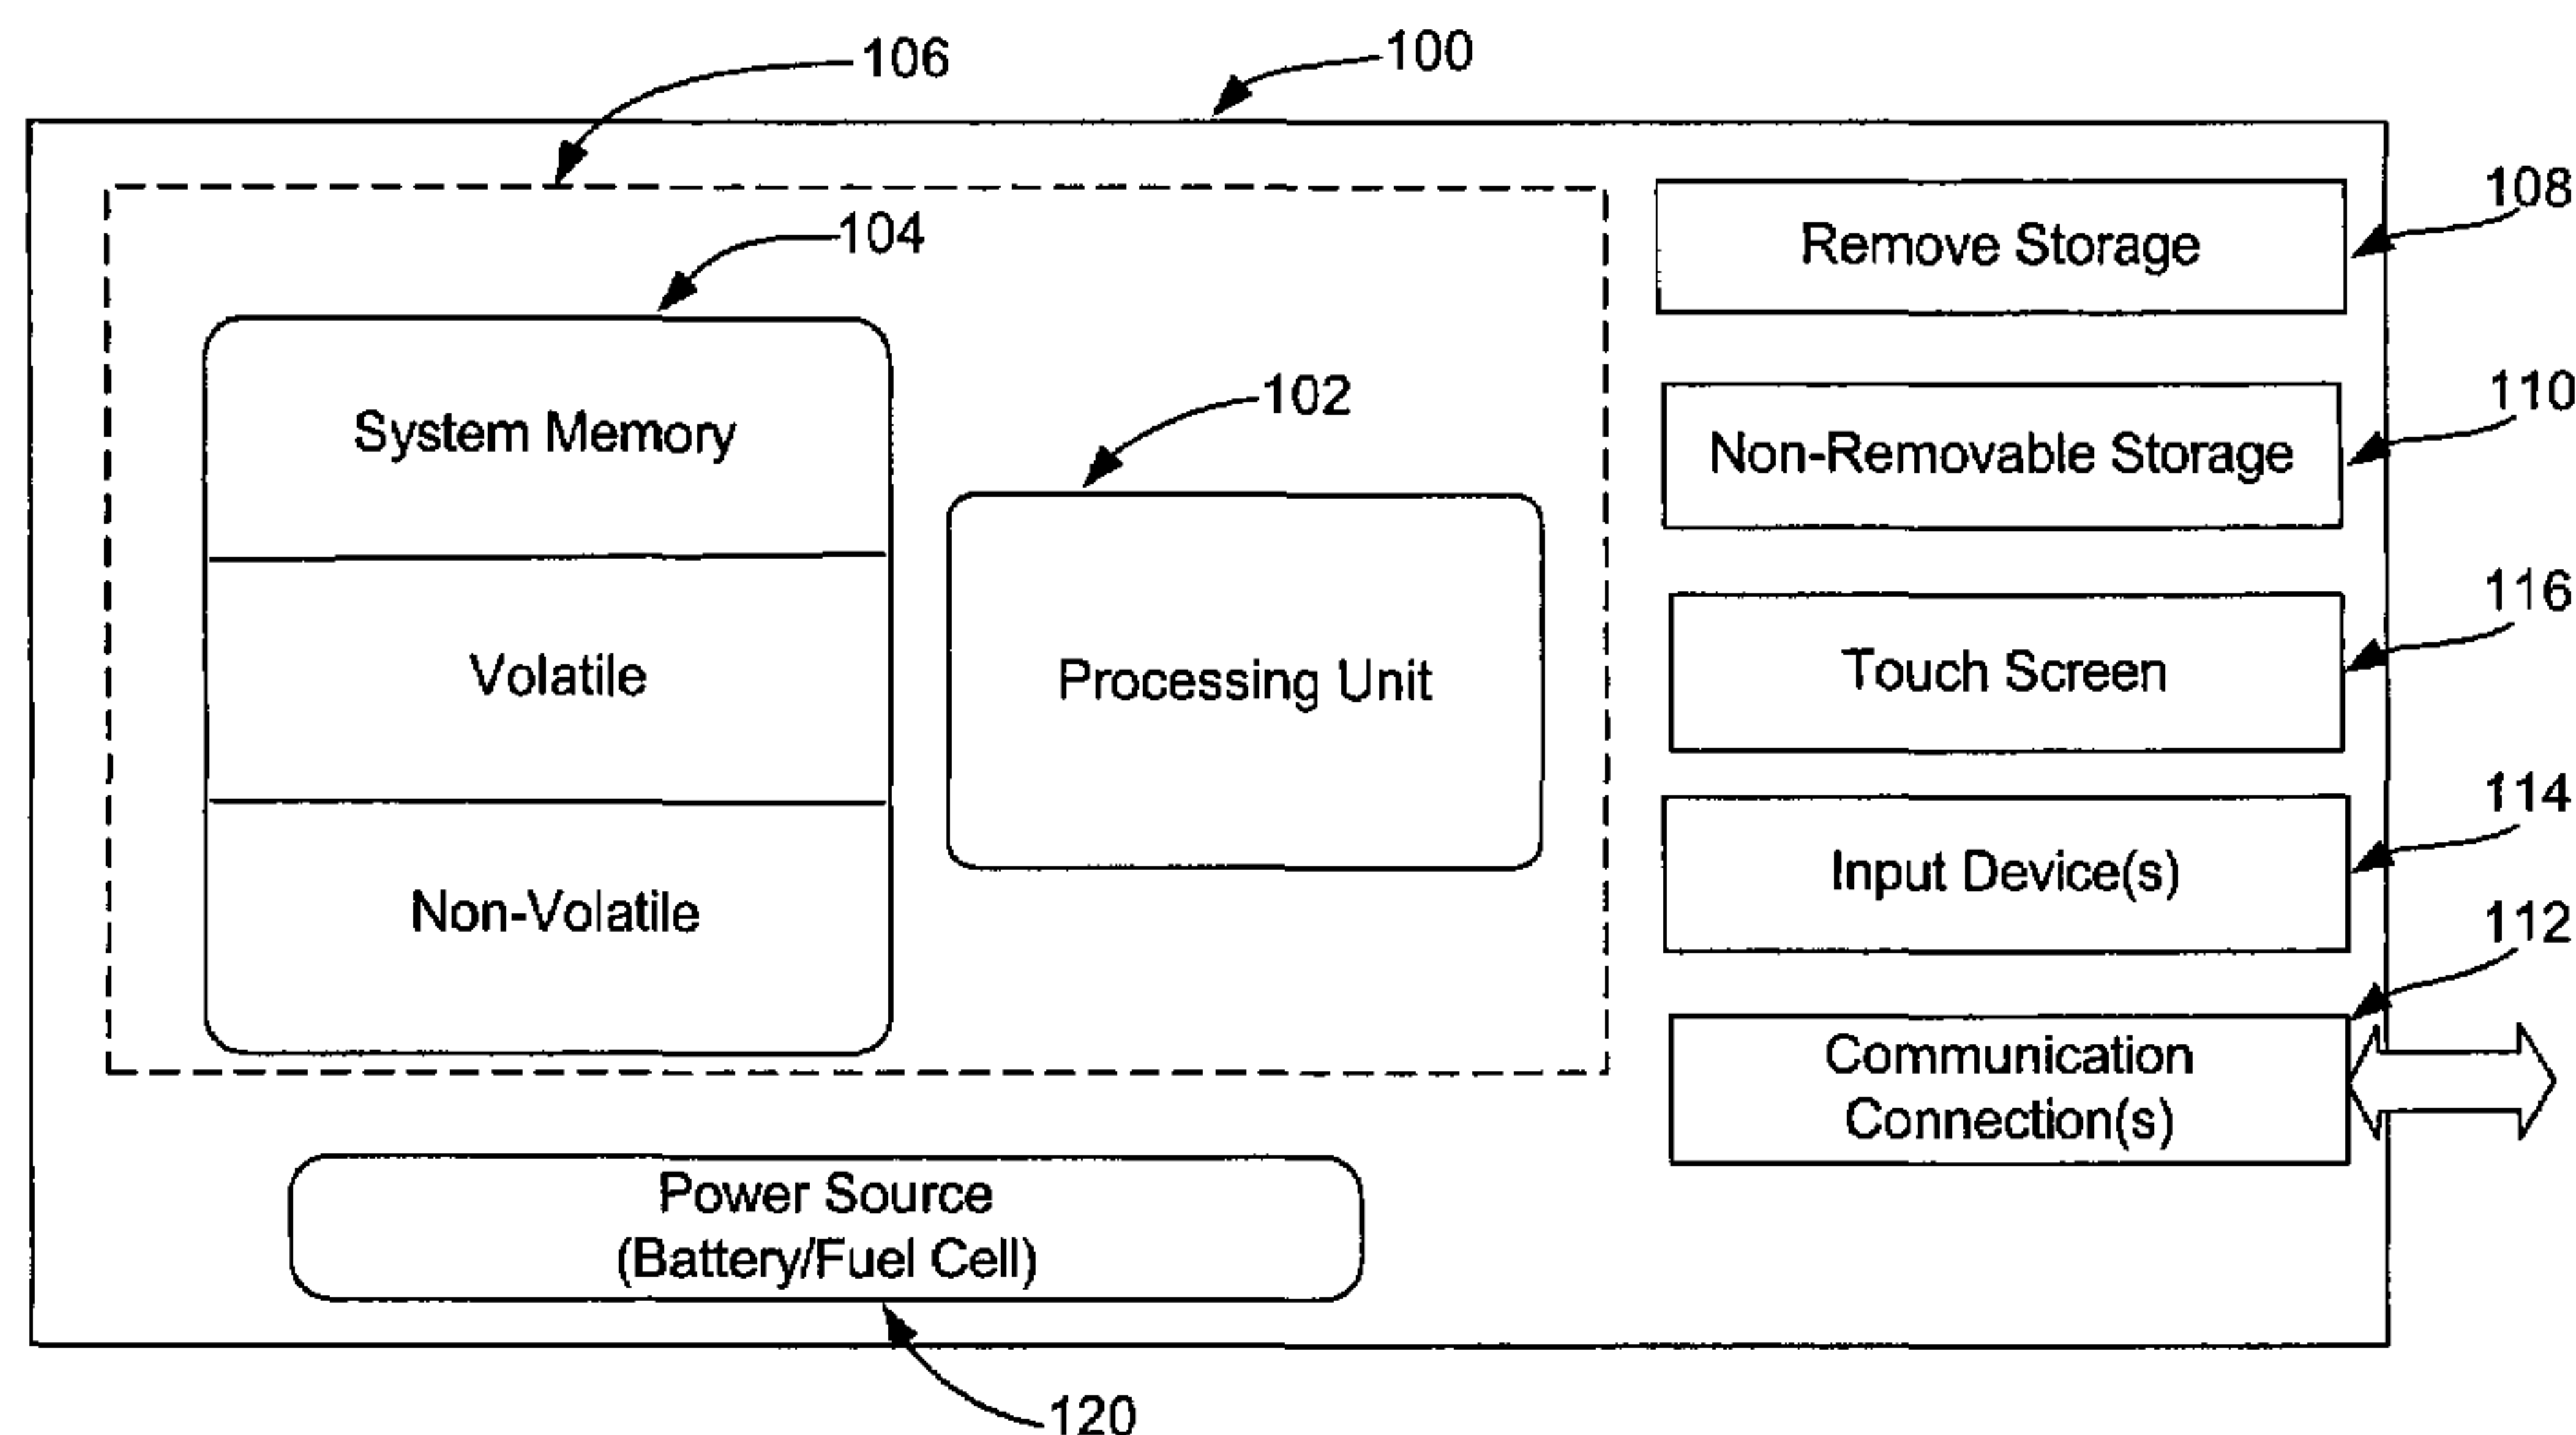 106
100
108
Remove Storage
104
110
System Memory
102
Non-Removable Storage
116
Volatile
Processing Unit
Touch Screen
114
Input Device(s)
Non-Volatile
112
Communication
Connection(s)
Power Source
(Battery/Fuel Cell)
120